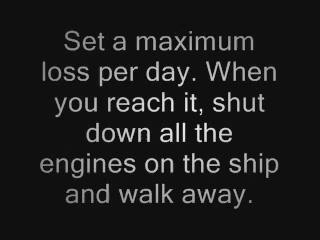 Set a maximum
loss per day. When
you reach it, shut
down all the
engines on the ship
and walk away.